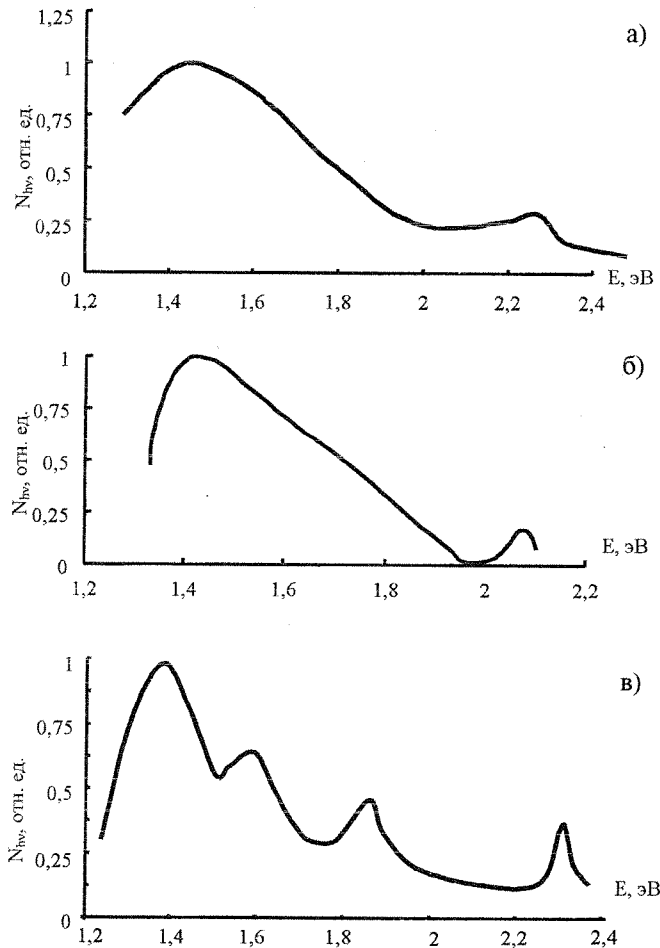 1,25
а)
1
0,75
0,5
0,25
0
N_hν, отн. ед.
E, эВ
1,2 1,4 1,6 1,8 2 2,2 2,4
б)
1
0,75
0,5
0,25
0
N_hν, отн. ед.
E, эВ
1,2 1,4 1,6 1,8 2 2,2
в)
1
0,75
0,5
0,25
0
N_hν, отн. ед.
E, эВ
1,2 1,4 1,6 1,8 2 2,2 2,4